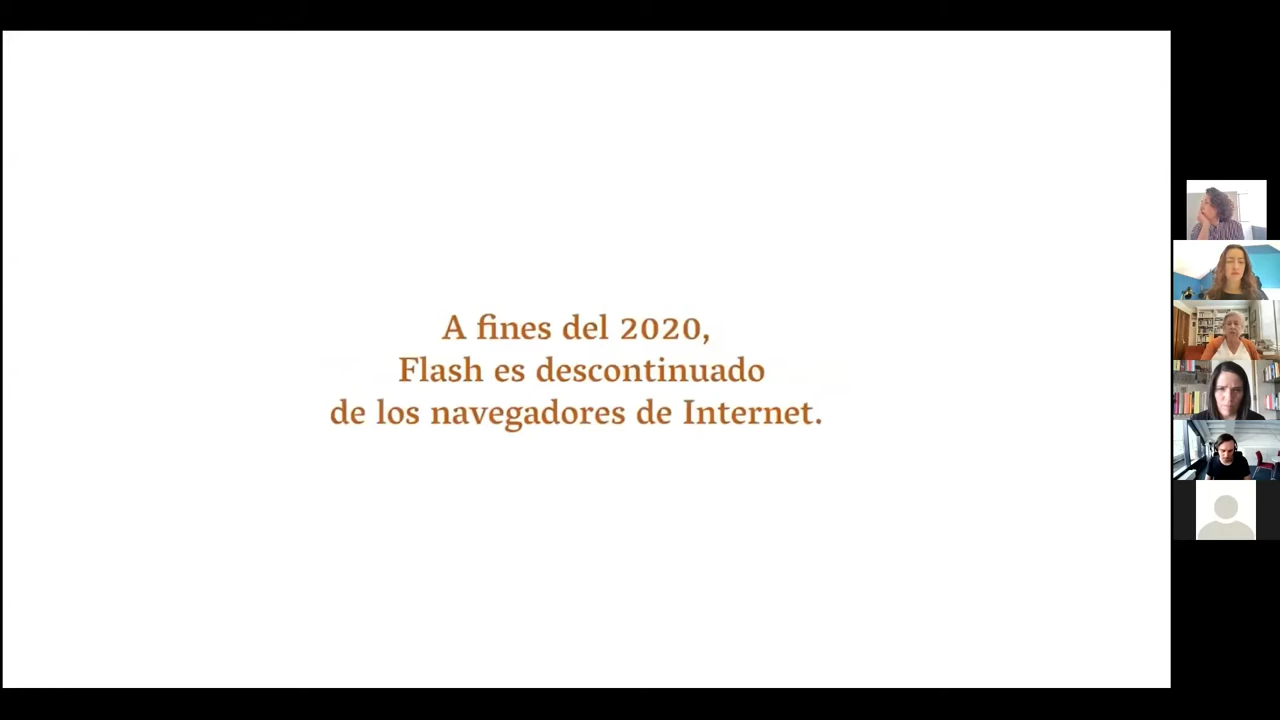 A fines del 2020,
Flash es descontinuado
de los navegadores de Internet.